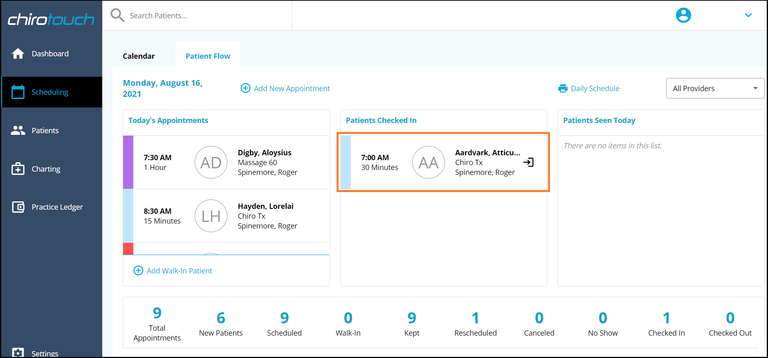 chirotouch
Search Patients...
Dashboard
Scheduling
Patients
Charting
Practice Ledger
Settings
Calendar
Patient Flow
Monday, August 16,
2021
Add New Appointment
Daily Schedule
All Providers
Today's Appointments
7:30 AM
1 Hour
AD
Digby, Aloysius
Massage 60
Spinemore, Roger
8:30 AM
15 Minutes
LH
Hayden, Lorelai
Chiro Tx
Spinemore, Roger
Add Walk-In Patient
Patients Checked In
7:00 AM
30 Minutes
AA
Aardvark, Atticu...
Chiro Tx
Spinemore, Roger
Patients Seen Today
There are no items in this list.
9
Total
Appointments
6
New Patients
9
Scheduled
0
Walk-In
9
Kept
1
Rescheduled
0
Canceled
0
No Show
1
Checked In
0
Checked Out